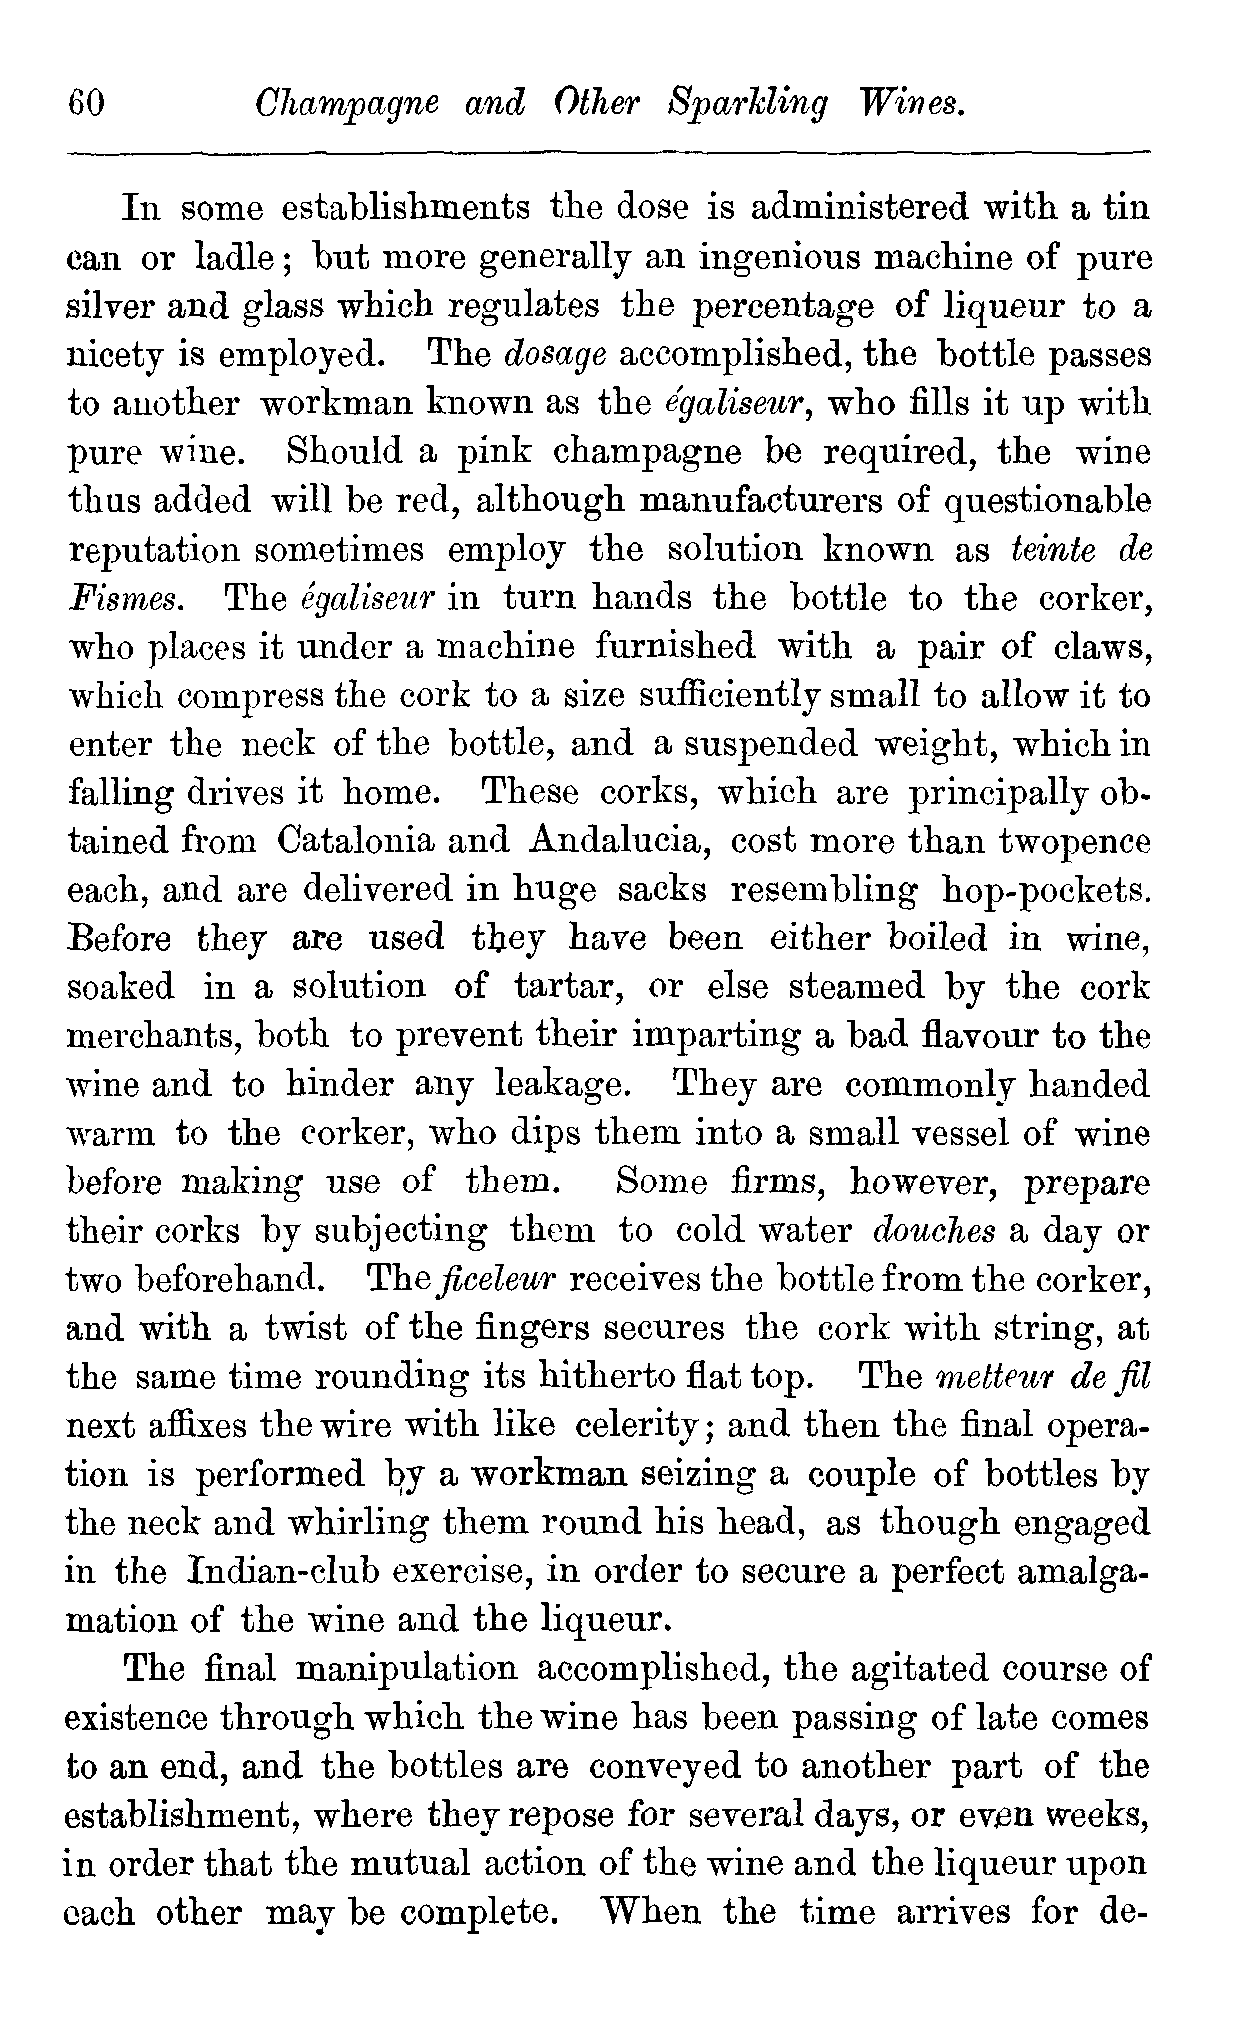 60 Champagne and Other Sparkling Wines.
In some establishments the dose is administered with a tin
can or ladle; but more generally an ingenious machine of pure
silver and glass which regulates the percentage of liqueur to a
nicety is employed. The dosage accomplished, the bottle passes
to another workman known as the égaliseur, who fills it up with
pure wine. Should a pink champagne be required, the wine
thus added will be red, although manufacturers of questionable
reputation sometimes employ the solution known as teinte de
Fismes. The égaliseur in turn hands the bottle to the corker,
who places it under a machine furnished with a pair of claws,
which compress the cork to a size sufficiently small to allow it to
enter the neck of the bottle, and a suspended weight, which in
falling drives it home. These corks, which are principally ob-
tained from Catalonia and Andalucia, cost more than twopence
each, and are delivered in huge sacks resembling hop-pockets.
Before they are used they have been either boiled in wine,
soaked in a solution of tartar, or else steamed by the cork
merchants, both to prevent their imparting a bad flavour to the
wine and to hinder any leakage. They are commonly handed
warm to the corker, who dips them into a small vessel of wine
before making use of them. Some firms, however, prepare
their corks by subjecting them to cold water douches a day or
two beforehand. The ficeleur receives the bottle from the corker,
and with a twist of the fingers secures the cork with string, at
the same time rounding its hitherto flat top. The metteur de fil
next affixes the wire with like celerity; and then the final opera-
tion is performed by a workman seizing a couple of bottles by
the neck and whirling them round his head, as though engaged
in the Indian-club exercise, in order to secure a perfect amalga-
mation of the wine and the liqueur.
The final manipulation accomplished, the agitated course of
existence through which the wine has been passing of late comes
to an end, and the bottles are conveyed to another part of the
establishment, where they repose for several days, or even weeks,
in order that the mutual action of the wine and the liqueur upon
each other may be complete. When the time arrives for de-